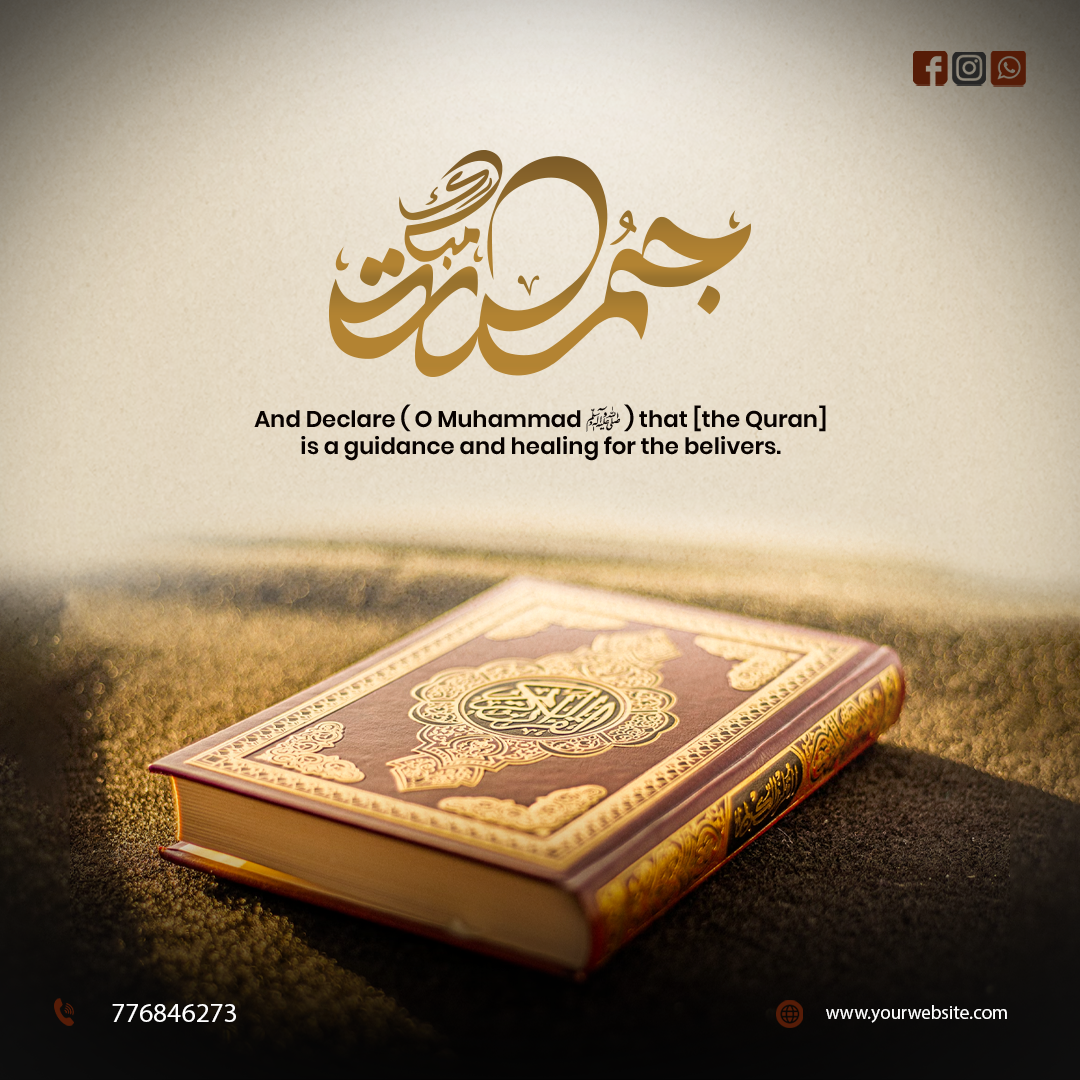 جمعة مباركة
And Declare ( O Muhammad ﷺ ) that [the Quran]
is a guidance and healing for the belivers.
776846273
www.yourwebsite.com